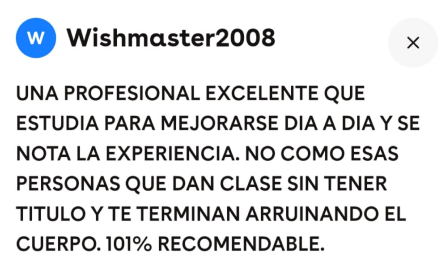 W Wishmaster2008
UNA PROFESIONAL EXCELENTE QUE
ESTUDIA PARA MEJORARSE DIA A DIA Y SE
NOTA LA EXPERIENCIA. NO COMO ESAS
PERSONAS QUE DAN CLASE SIN TENER
TITULO Y TE TERMINAN ARRUINANDO EL
CUERPO. 101% RECOMENDABLE.